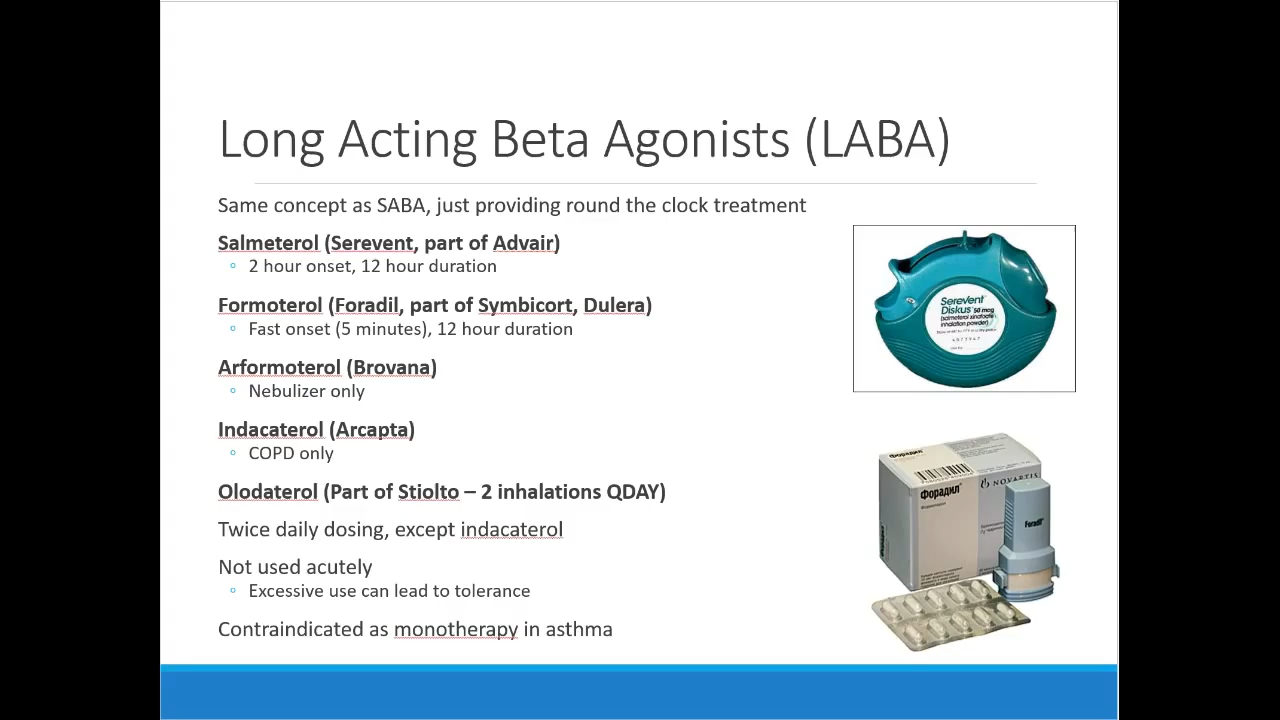 Long Acting Beta Agonists (LABA)
Same concept as SABA, just providing round the clock treatment
Salmeterol (Serevent, part of Advair)
◦ 2 hour onset, 12 hour duration
Formoterol (Foradil, part of Symbicort, Dulera)
◦ Fast onset (5 minutes), 12 hour duration
Arformoterol (Brovana)
◦ Nebulizer only
Indacaterol (Arcapta)
◦ COPD only
Olodaterol (Part of Stiolto – 2 inhalations QDAY)
Twice daily dosing, except indacaterol
Not used acutely
◦ Excessive use can lead to tolerance
Contraindicated as monotherapy in asthma
Serevent
Diskus 50 mcg
(salmeterol xinafoate
inhalation powder)
Форадил
NOVARTIS
Форадил
Foradil